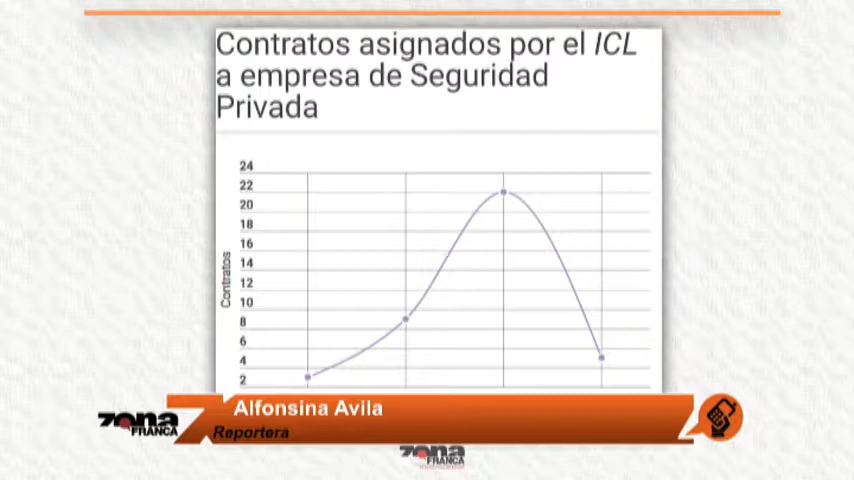 Contratos asignados por el ICL
a empresa de Seguridad
Privada
24
22
20
18
16
14
12
10
8
6
4
2
Contratos
Alfonsina Avila
zona
FRANCA
Reportera
zona
FRANCA